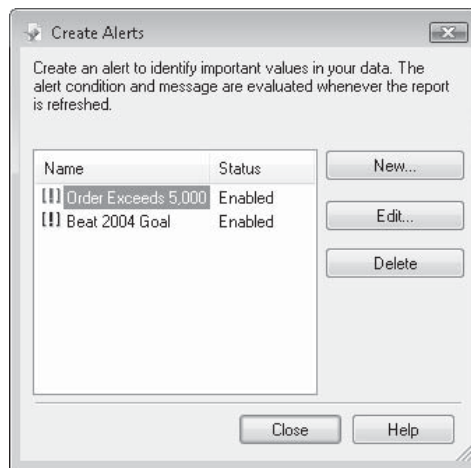 Create Alerts
Create an alert to identify important values in your data. The
alert condition and message are evaluated whenever the report
is refreshed.
Name Status
[!] Order Exceeds 5,000 Enabled
[!] Beat 2004 Goal Enabled
New...
Edit...
Delete
Close Help